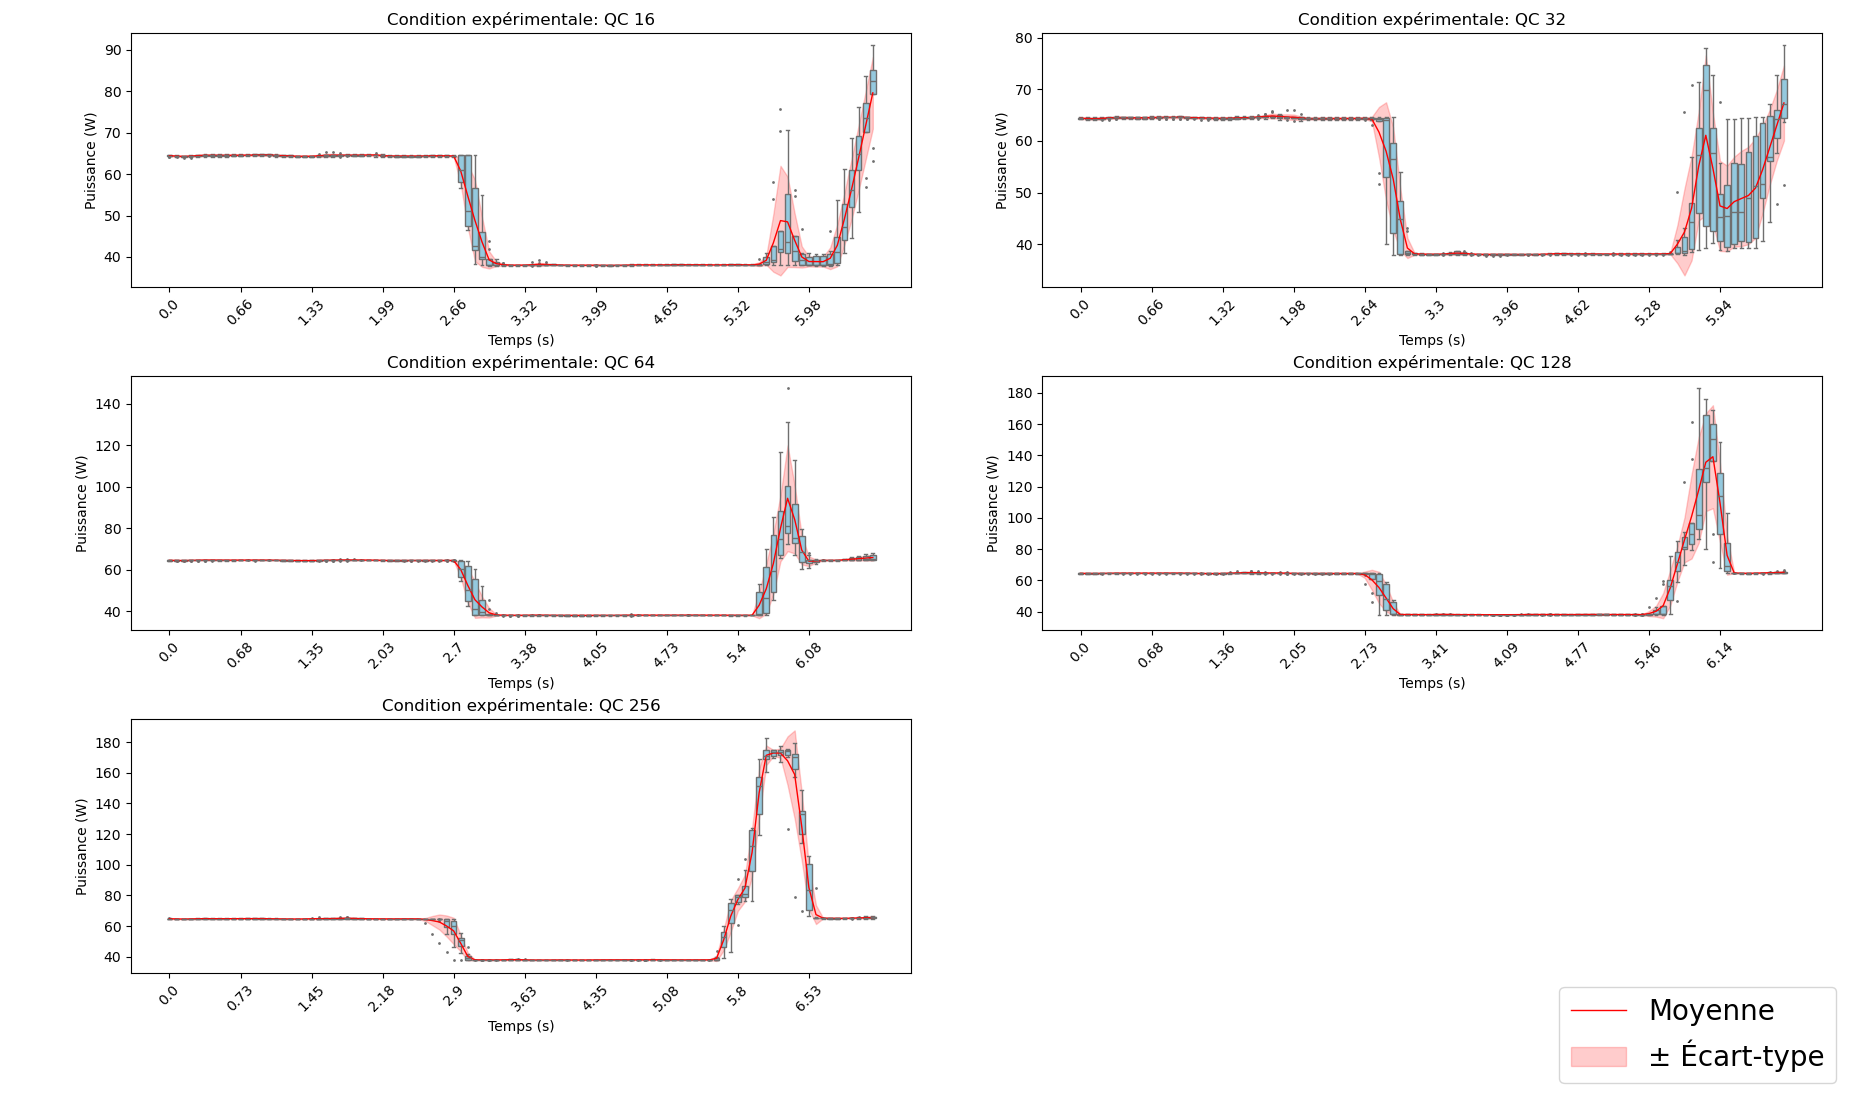 Condition expérimentale: QC 16
Puissance (W)
90
80
70
60
50
40
0.0 0.66 1.33 1.99 2.66 3.32 3.99 4.65 5.32 5.98
Temps (s)
Condition expérimentale: QC 32
Puissance (W)
80
70
60
50
40
0.0 0.66 1.32 1.98 2.64 3.3 3.96 4.62 5.28 5.94
Temps (s)
Condition expérimentale: QC 64
Puissance (W)
140
120
100
80
60
40
0.0 0.68 1.35 2.03 2.7 3.38 4.05 4.73 5.4 6.08
Temps (s)
Condition expérimentale: QC 128
Puissance (W)
180
160
140
120
100
80
60
40
0.0 0.68 1.36 2.05 2.73 3.41 4.09 4.77 5.46 6.14
Temps (s)
Condition expérimentale: QC 256
Puissance (W)
180
160
140
120
100
80
60
40
0.0 0.73 1.45 2.18 2.9 3.63 4.35 5.08 5.8 6.53
Temps (s)
Moyenne
± Écart-type